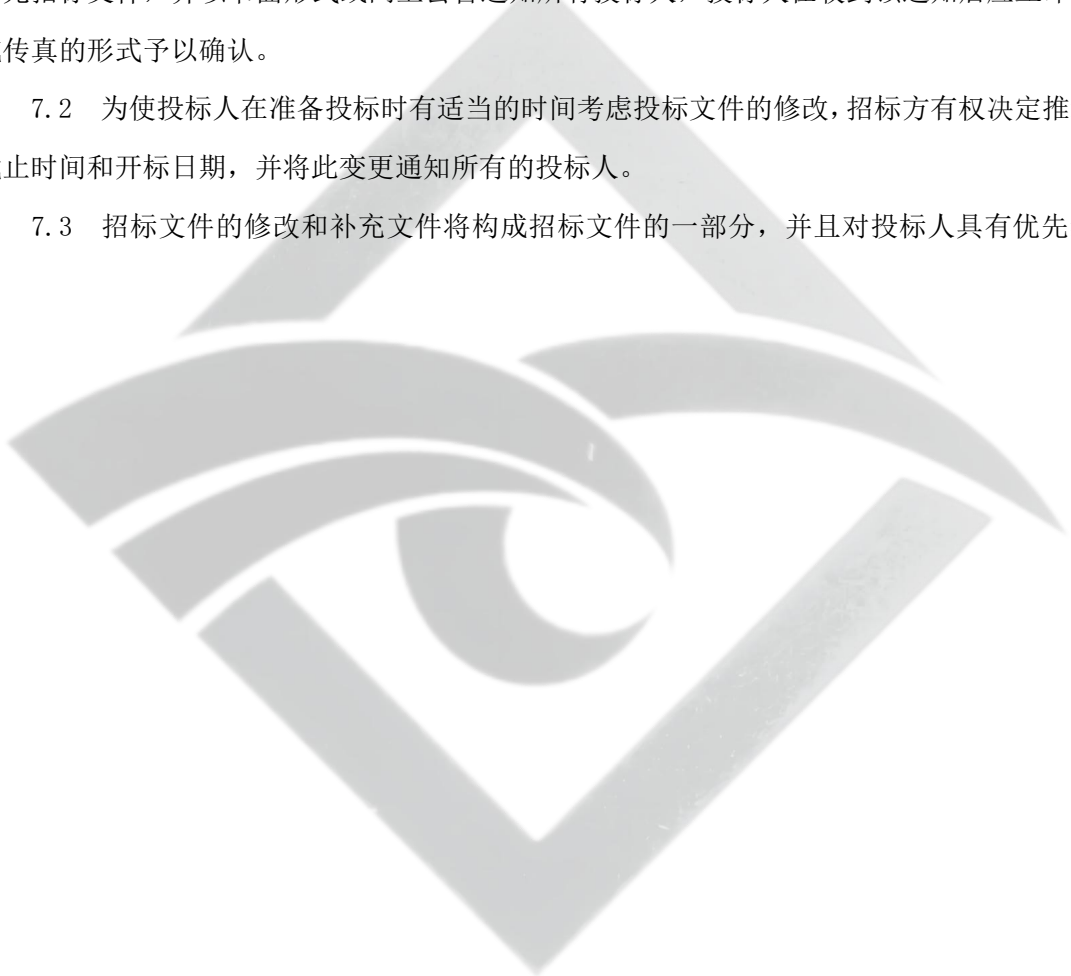 传真的形式予以确认。
7.2 为使投标人在准备投标时有适当的时间考虑投标文件的修改，招标方有权决定推
止时间和开标日期，并将此变更通知所有的投标人。
7.3 招标文件的修改和补充文件将构成招标文件的一部分，并且对投标人具有优先